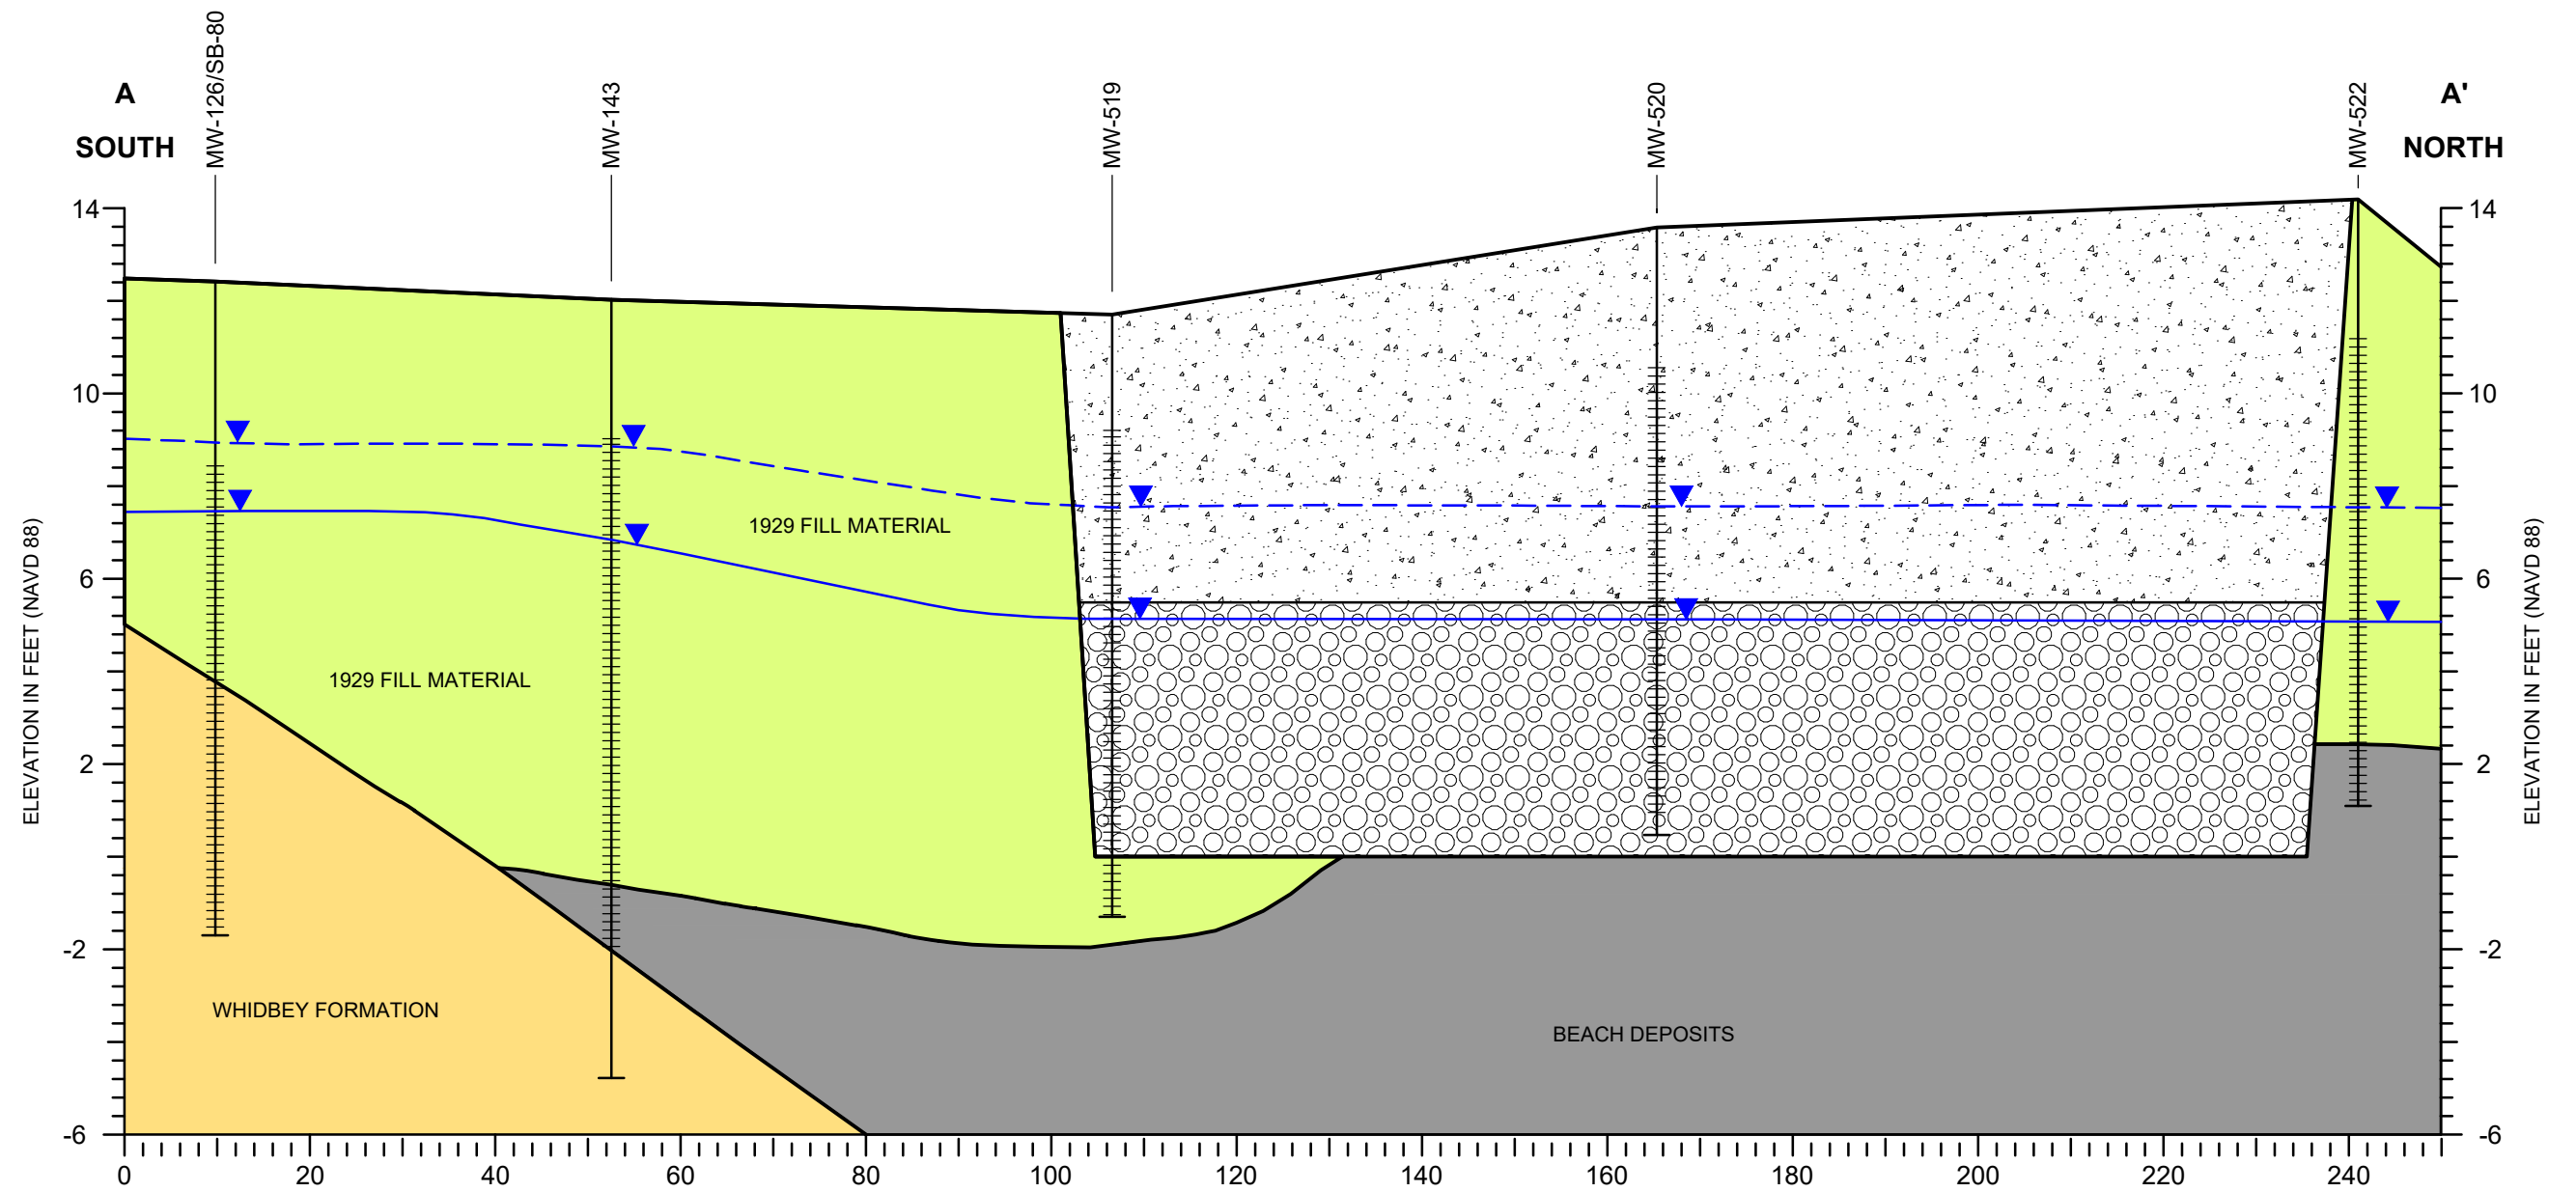 MW-126/SB-80
MW-143
MW-519
MW-520
MW-522
A
SOUTH
A'
NORTH
14
10
6
2
-2
-6
ELEVATION IN FEET (NAVD 88)
1929 FILL MATERIAL
1929 FILL MATERIAL
WHIDBEY FORMATION
BEACH DEPOSITS
14
10
6
2
-2
-6
ELEVATION IN FEET (NAVD 88)
0 20 40 60 80 100 120 140 160 180 200 220 240